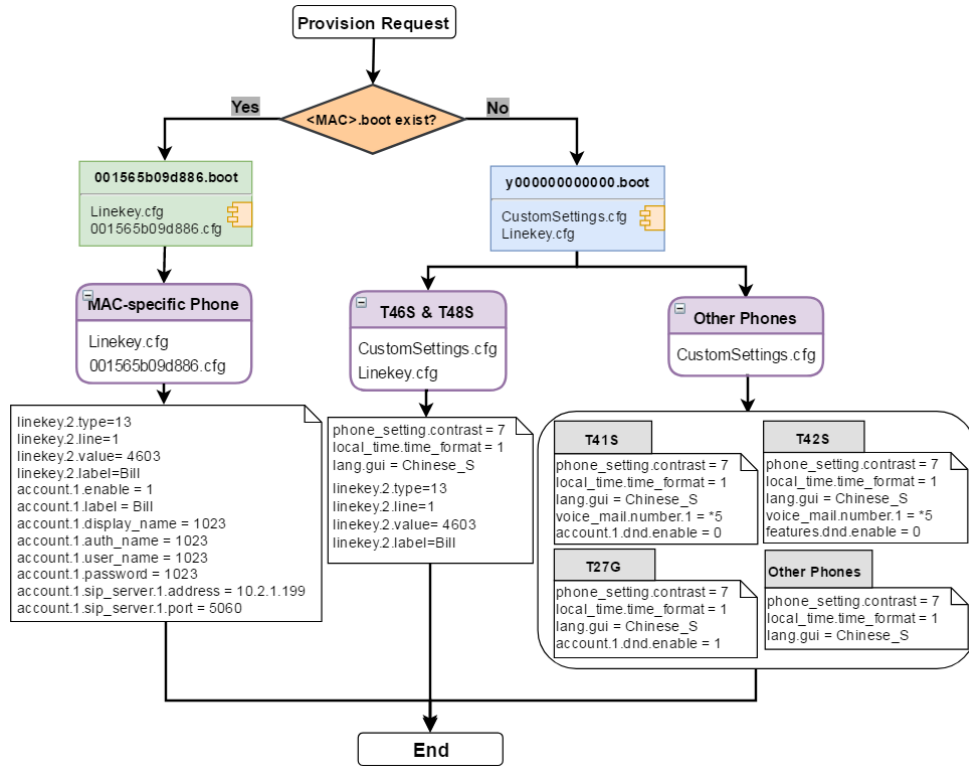 Provision Request
<MAC>.boot exist?
Yes
No
001565b09d886.boot
Linekey.cfg
001565b09d886.cfg
y000000000000.boot
CustomSettings.cfg
Linekey.cfg
MAC-specific Phone
Linekey.cfg
001565b09d886.cfg
T46S & T48S
CustomSettings.cfg
Linekey.cfg
Other Phones
CustomSettings.cfg
linekey.2.type=13
linekey.2.line=1
linekey.2.value= 4603
linekey.2.label=Bill
account.1.enable = 1
account.1.label = Bill
account.1.display_name = 1023
account.1.auth_name = 1023
account.1.user_name = 1023
account.1.password = 1023
account.1.sip_server.1.address = 10.2.1.199
account.1.sip_server.1.port = 5060
phone_setting.contrast = 7
local_time.time_format = 1
lang.gui = Chinese_S
linekey.2.type=13
linekey.2.line=1
linekey.2.value= 4603
linekey.2.label=Bill
T41S
phone_setting.contrast = 7
local_time.time_format = 1
lang.gui = Chinese_S
voice_mail.number.1 = *5
account.1.dnd.enable = 0
T42S
phone_setting.contrast = 7
local_time.time_format = 1
lang.gui = Chinese_S
voice_mail.number.1 = *5
features.dnd.enable = 0
T27G
phone_setting.contrast = 7
local_time.time_format = 1
lang.gui = Chinese_S
account.1.dnd.enable = 1
Other Phones
phone_setting.contrast = 7
local_time.time_format = 1
lang.gui = Chinese_S
End